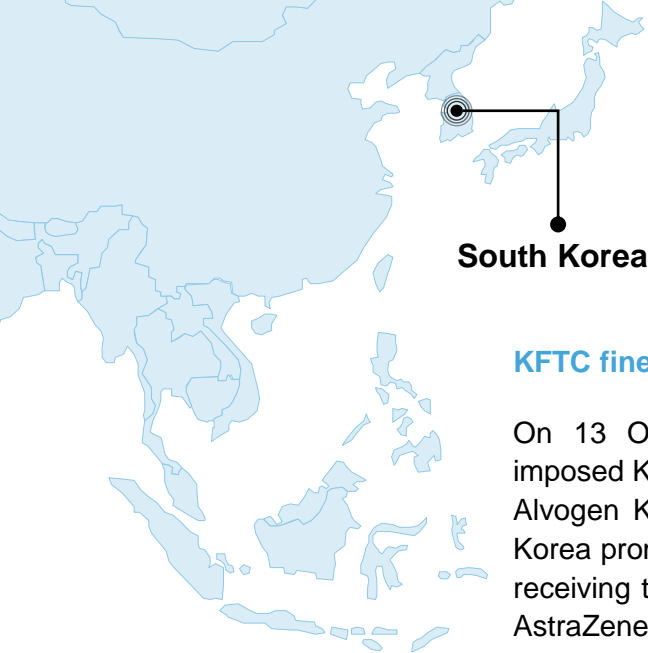 South Korea
KFTC fine
On 13 O
imposed K
Alvogen K
Korea pro
receiving t
AstraZene